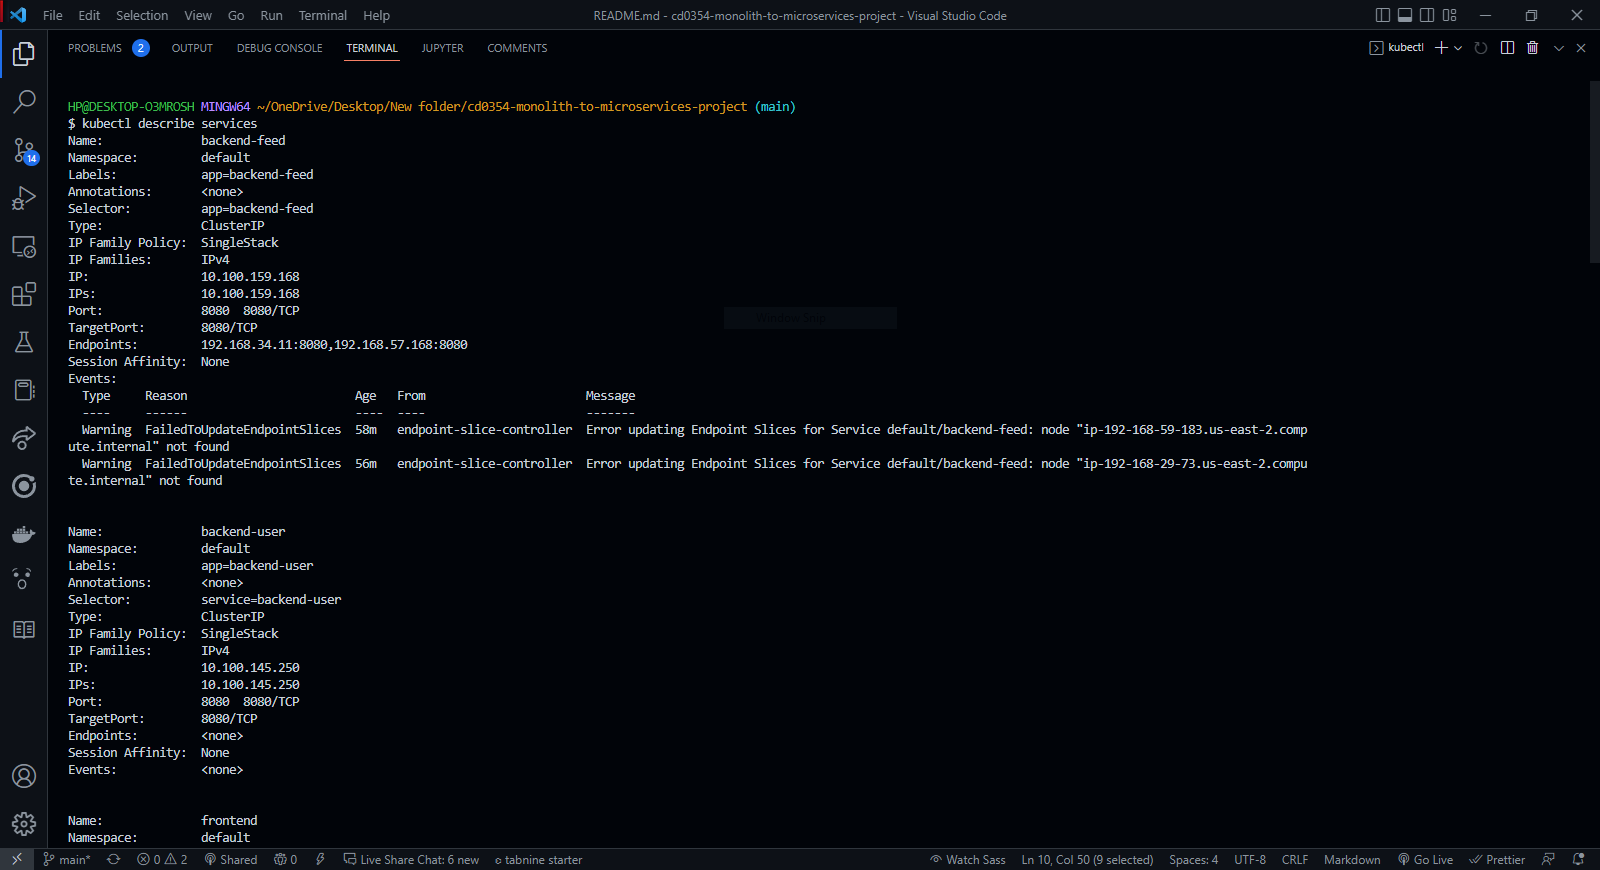 File Edit Selection View Go Run Terminal Help README.md - cd0354-monolith-to-microservices-project - Visual Studio Code
PROBLEMS 2 OUTPUT DEBUG CONSOLE TERMINAL JUPYTER COMMENTS kubectl
HP@DESKTOP-O3MROSH MINGW64 ~/OneDrive/Desktop/New folder/cd0354-monolith-to-microservices-project (main)
$ kubectl describe services
Name: backend-feed
Namespace: default
Labels: app=backend-feed
Annotations: <none>
Selector: app=backend-feed
Type: ClusterIP
IP Family Policy: SingleStack
IP Families: IPv4
IP: 10.100.159.168
IPs: 10.100.159.168
Port: 8080 8080/TCP
TargetPort: 8080/TCP
Endpoints: 192.168.34.11:8080,192.168.57.168:8080
Session Affinity: None
Events:
Type Reason Age From Message
---- ------ ---- ---- -------
Warning FailedToUpdateEndpointSlices 58m endpoint-slice-controller Error updating Endpoint Slices for Service default/backend-feed: node "ip-192-168-59-183.us-east-2.comp
ute.internal" not found
Warning FailedToUpdateEndpointSlices 56m endpoint-slice-controller Error updating Endpoint Slices for Service default/backend-feed: node "ip-192-168-29-73.us-east-2.compu
te.internal" not found
Name: backend-user
Namespace: default
Labels: app=backend-user
Annotations: <none>
Selector: service=backend-user
Type: ClusterIP
IP Family Policy: SingleStack
IP Families: IPv4
IP: 10.100.145.250
IPs: 10.100.145.250
Port: 8080 8080/TCP
TargetPort: 8080/TCP
Endpoints: <none>
Session Affinity: None
Events: <none>
Name: frontend
Namespace: default
14
main* 0 2 Shared 0 Live Share Chat: 6 new tabnine starter Watch Sass Ln 10, Col 50 (9 selected) Spaces: 4 UTF-8 CRLF Markdown Go Live Prettier